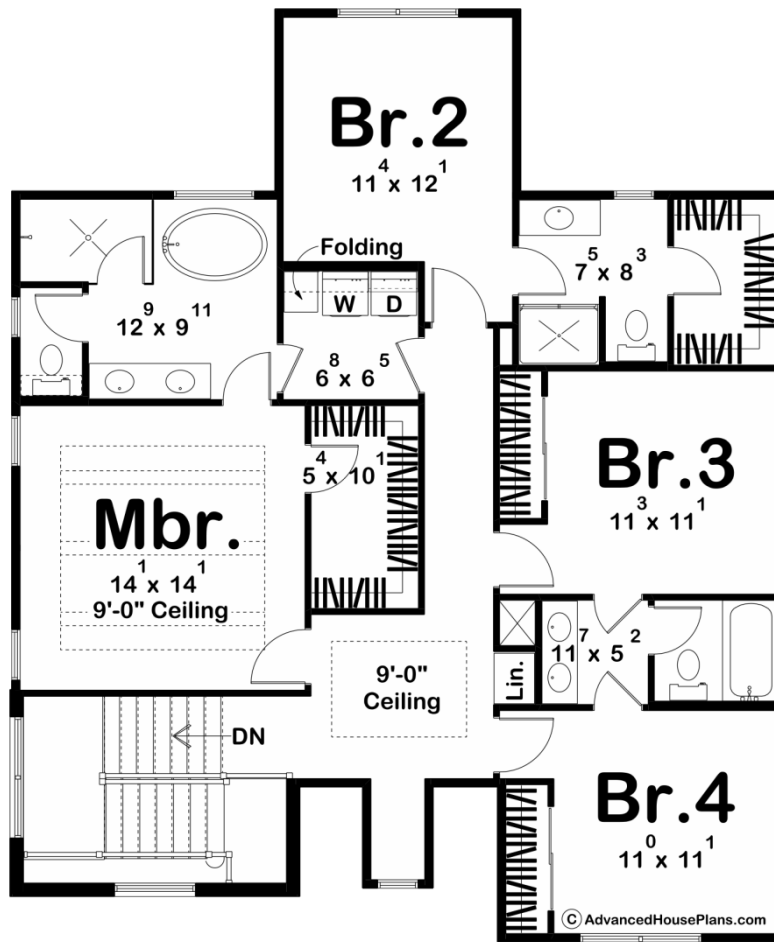 Br.2
11⁴ x 12¹
Folding
W
D
7⁵ x 8³
12⁹ x 9¹¹
6⁸ x 6⁵
5⁴ x 10¹
Br.3
11³ x 11¹
Mbr.
14¹ x 14¹
9'-0" Ceiling
11⁷ x 5²
9'-0"
Ceiling
Lin.
DN
Br.4
11⁰ x 11¹
© AdvancedHousePlans.com